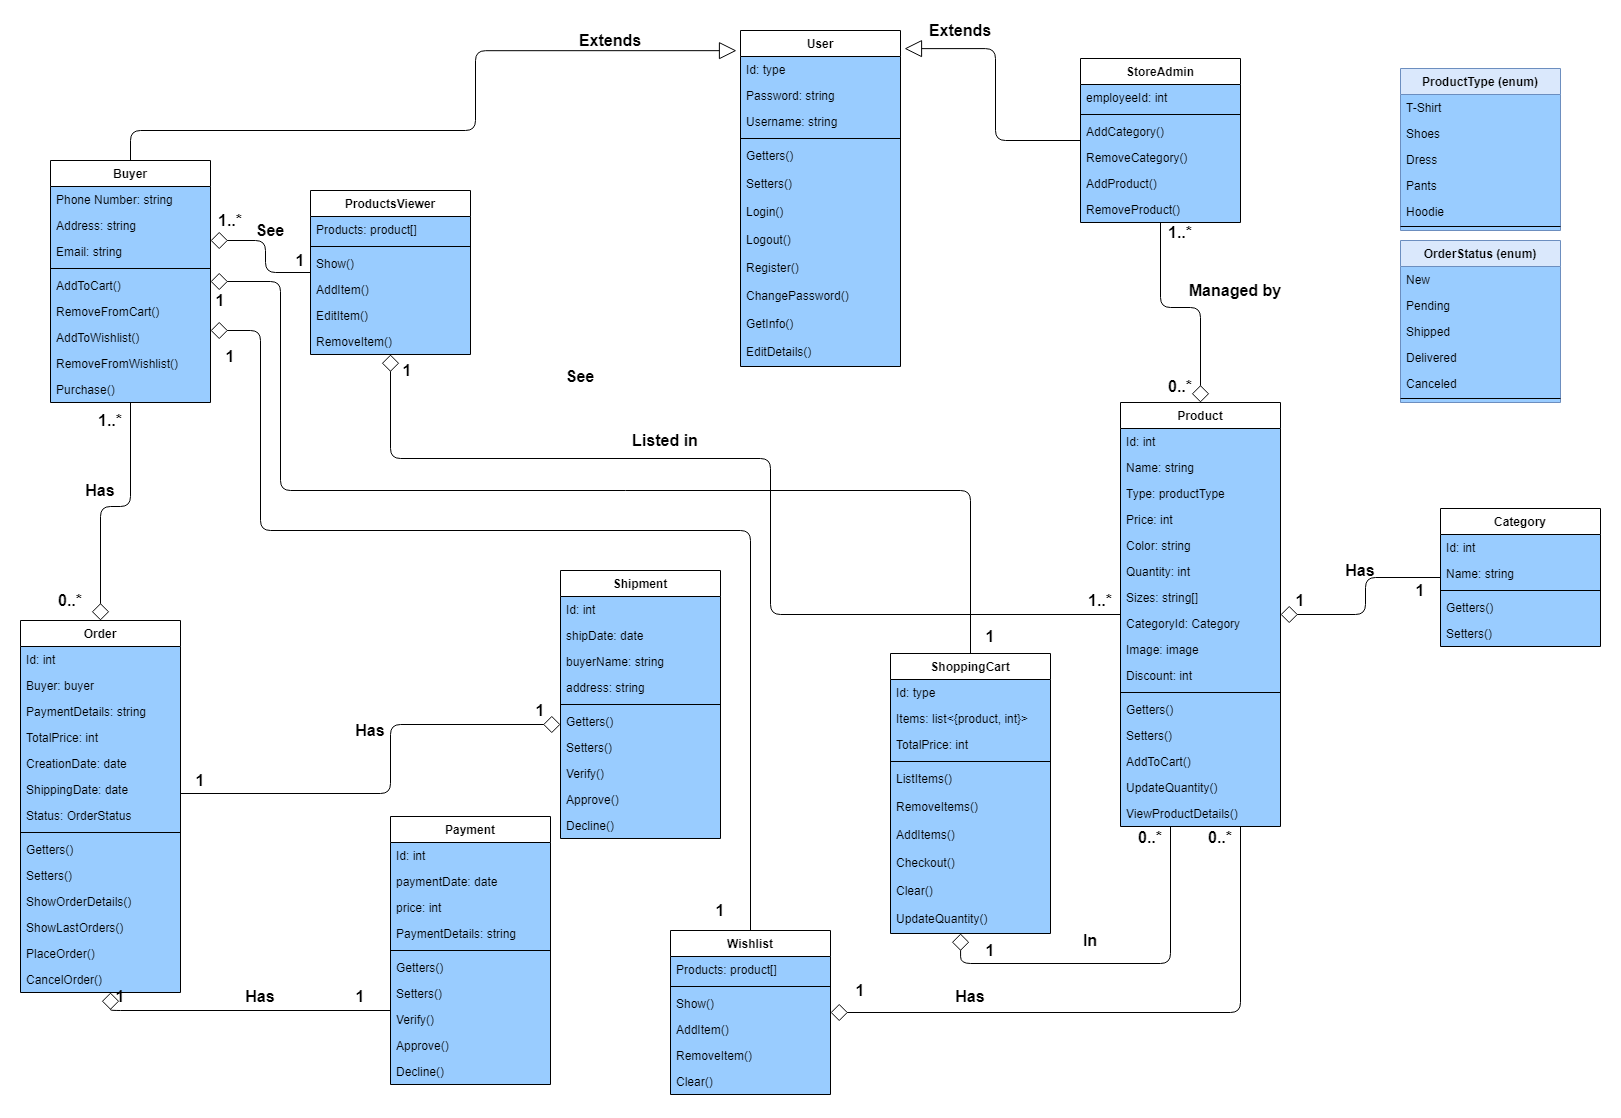 Extends
User
Id: type
Password: string
Username: string
Getters()
Setters()
Login()
Logout()
Register()
ChangePassword()
GetInfo()
EditDetails()
Extends
StoreAdmin
employeeId: int
AddCategory()
RemoveCategory()
AddProduct()
RemoveProduct()
1..*
Managed by
0..*
ProductType (enum)
T-Shirt
Shoes
Dress
Pants
Hoodie
OrderStatus (enum)
New
Pending
Shipped
Delivered
Canceled
Buyer
Phone Number: string
Address: string
Email: string
AddToCart()
RemoveFromCart()
AddToWishlist()
RemoveFromWishlist()
Purchase()
1..*
See
1
1
1
ProductsViewer
Products: product[]
Show()
AddItem()
EditItem()
RemoveItem()
1
See
Listed in
1..*
1..*
Has
0..*
Product
Id: int
Name: string
Type: productType
Price: int
Color: string
Quantity: int
Sizes: string[]
CategoryId: Category
Image: image
Discount: int
Getters()
Setters()
AddToCart()
UpdateQuantity()
ViewProductDetails()
0..*
0..*
1
Has
1
Category
Id: int
Name: string
Getters()
Setters()
Order
Id: int
Buyer: buyer
PaymentDetails: string
TotalPrice: int
CreationDate: date
ShippingDate: date
Status: OrderStatus
Getters()
Setters()
ShowOrderDetails()
ShowLastOrders()
PlaceOrder()
CancelOrder()
1
Has
1
1
Has
1
Shipment
Id: int
shipDate: date
buyerName: string
address: string
Getters()
Setters()
Verify()
Approve()
Decline()
Payment
Id: int
paymentDate: date
price: int
PaymentDetails: string
Getters()
Setters()
Verify()
Approve()
Decline()
1
ShoppingCart
Id: type
Items: list<{product, int}>
TotalPrice: int
ListItems()
RemoveItems()
AddItems()
Checkout()
Clear()
UpdateQuantity()
1
In
1
Wishlist
Products: product[]
Show()
AddItem()
RemoveItem()
Clear()
1
Has